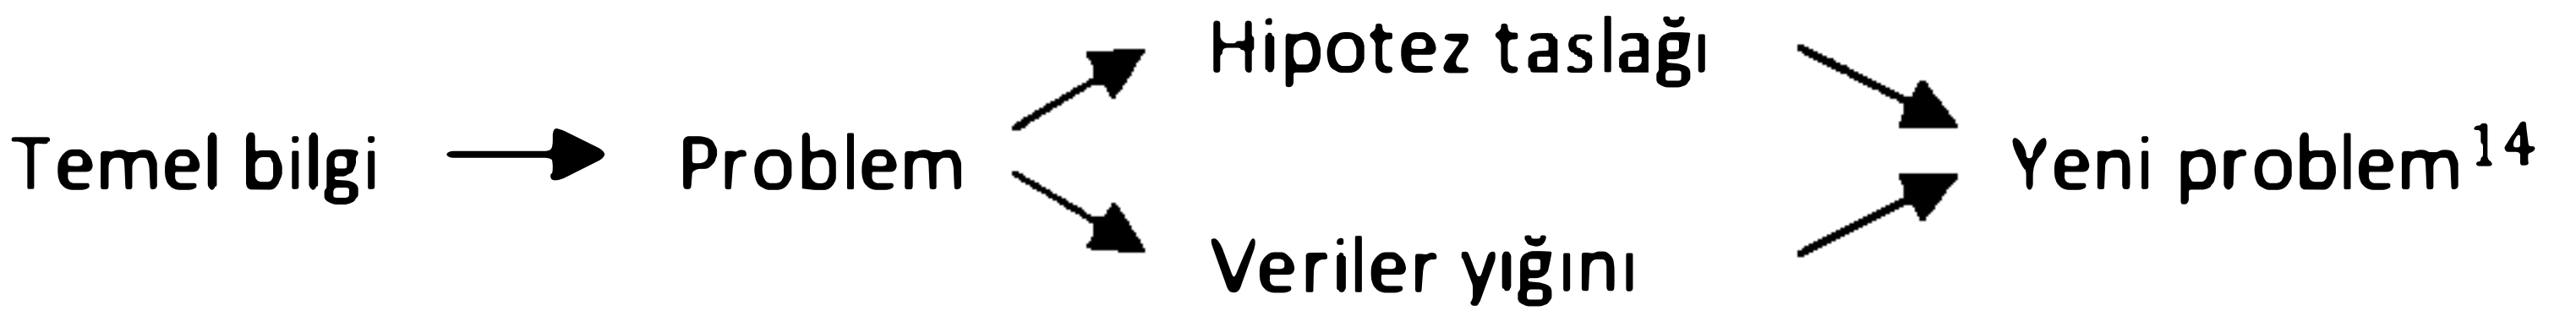 Hipotez taslağı
Temel bilgi Problem Yeni problem¹⁴
Veriler yığını